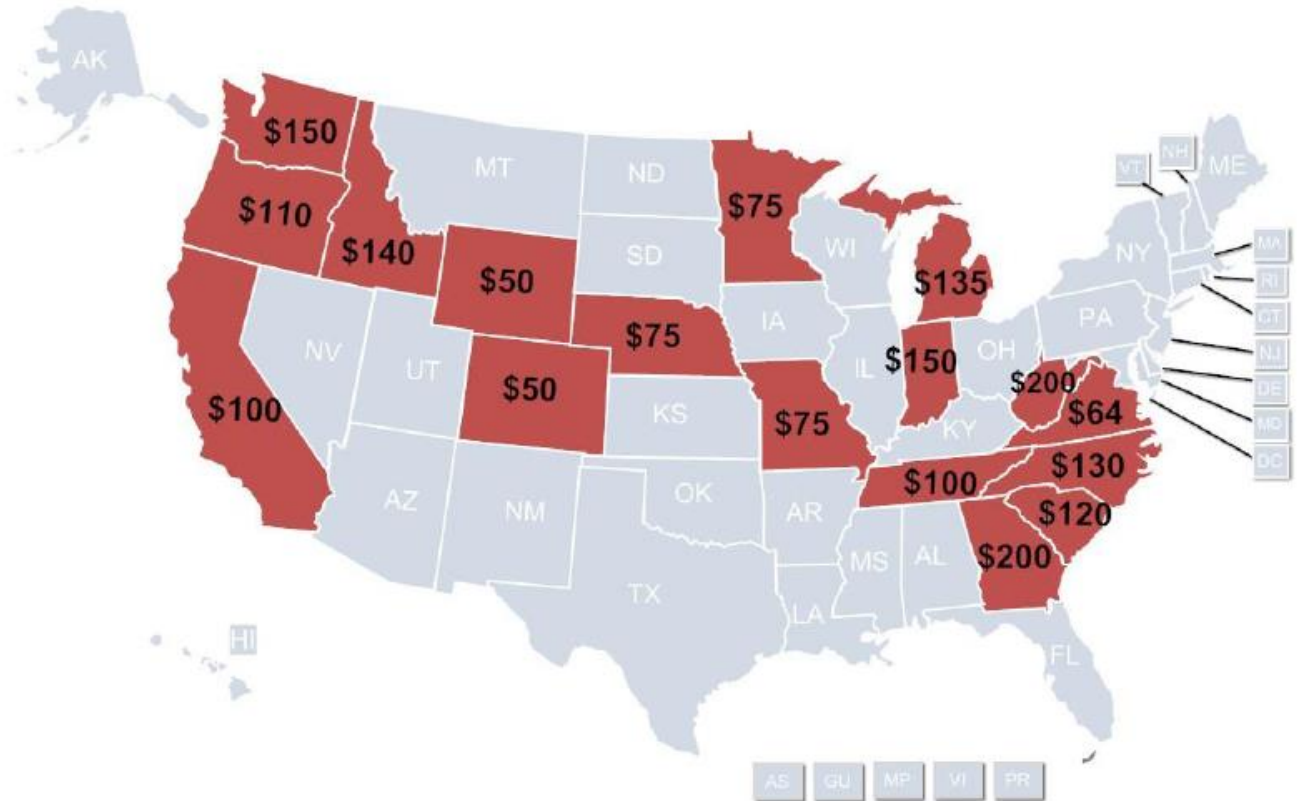 AK
$150
MT
ND
$75
VT
NH
ME
$110
$140
SD
WI
NY
MA
$50
$135
RI
NV
UT
$75
IA
IL
$150
OH
PA
CT
$100
$50
KS
$75
KY
$200
$64
NJ
DE
MD
DC
AZ
NM
OK
AR
$100
$130
$120
TX
LA
MS
AL
$200
HI
FL
AS
GU
MP
VI
PR